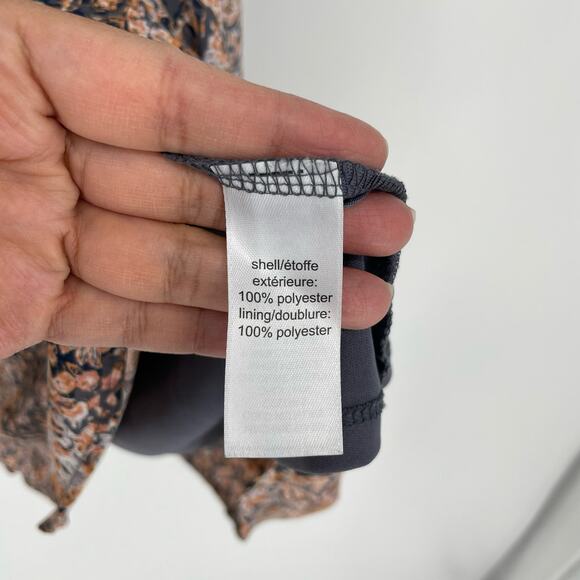 shell/étoffe
extérieure:
100% polyester
lining/doublure:
100% polyester